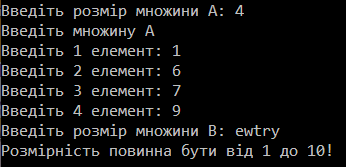 Введіть розмір множини A: 4
Введіть множину A
Введіть 1 елемент: 1
Введіть 2 елемент: 6
Введіть 3 елемент: 7
Введіть 4 елемент: 9
Введіть розмір множини B: ewtry
Розмірність повинна бути від 1 до 10!